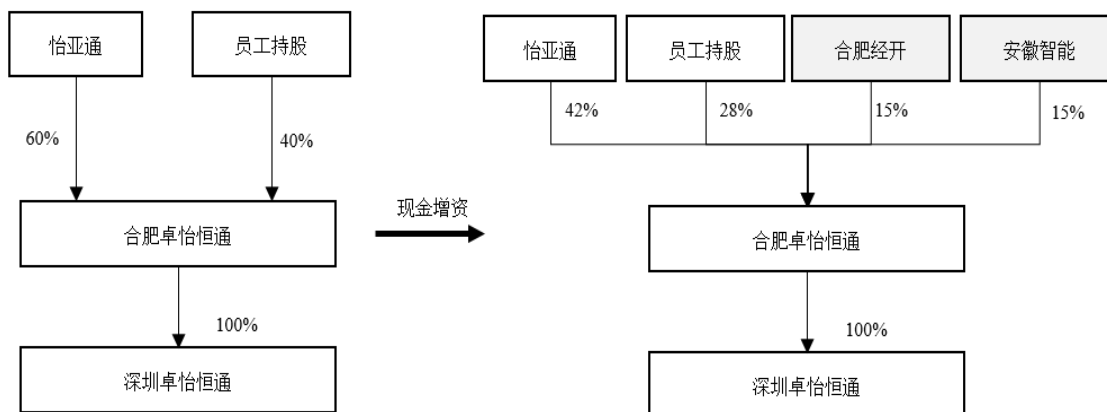 怡亚通
员工持股
60%
40%
合肥卓怡恒通
100%
深圳卓怡恒通
现金增资
怡亚通
员工持股
合肥经开
安徽智能
42%
28%
15%
15%
合肥卓怡恒通
100%
深圳卓怡恒通